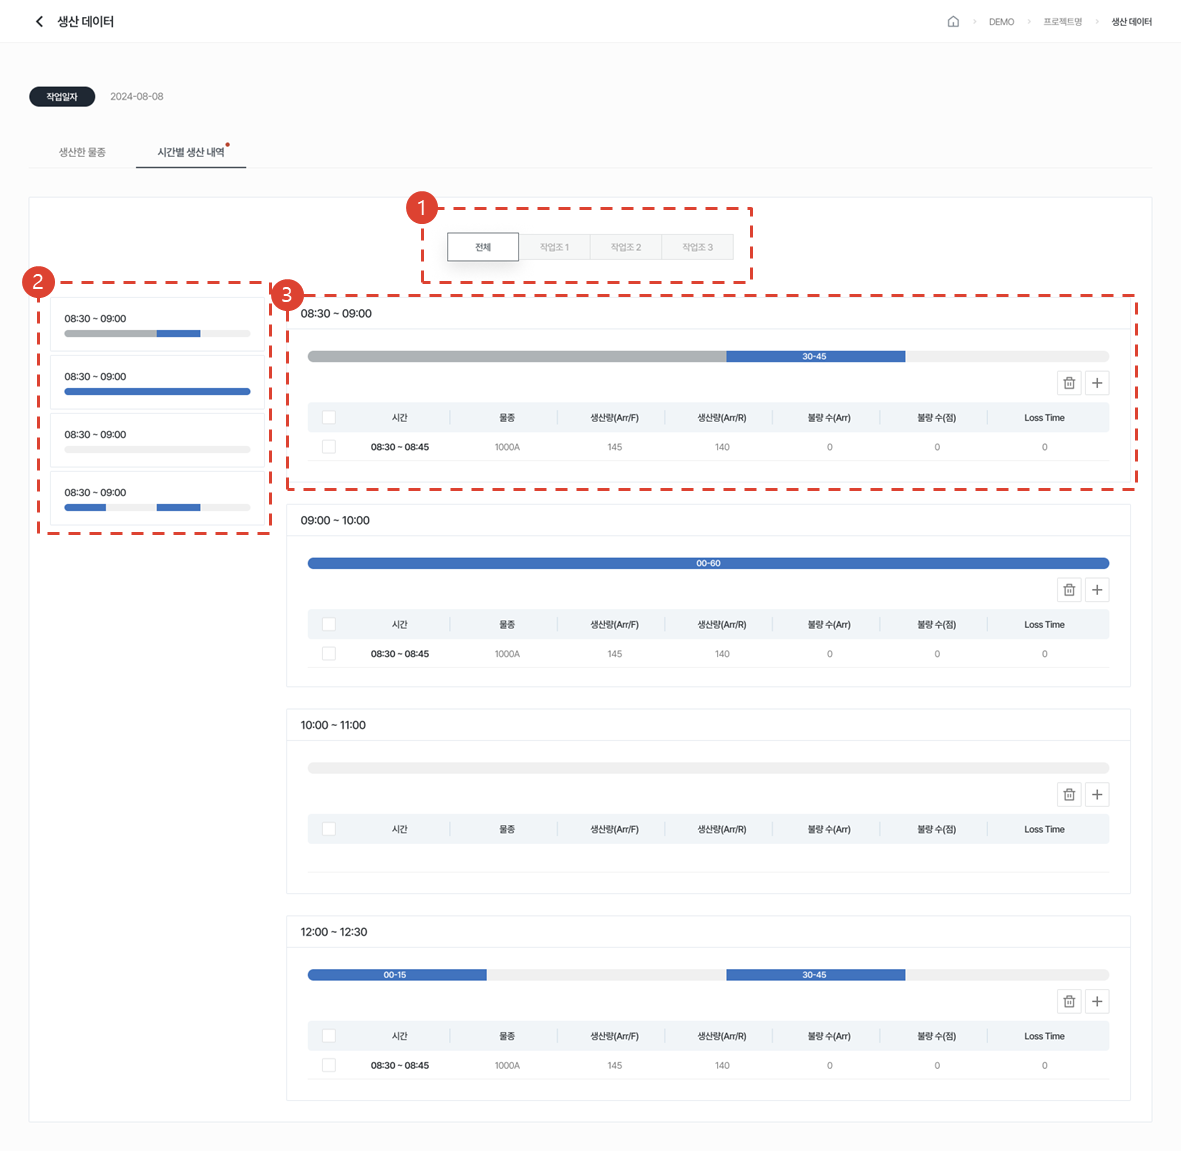 생산 데이터
DEMO 프로젝트명 생산 데이터
작업일자 2024-08-08
생산한 물종 시간별 생산 내역
1
전체 작업조 1 작업조 2 작업조 3
2
08:30 ~ 09:00
08:30 ~ 09:00
08:30 ~ 09:00
08:30 ~ 09:00
3
08:30 ~ 09:00
30-45
시간 물종 생산량(Arr/F) 생산량(Arr/R) 불량 수(Arr) 불량 수(점) Loss Time
08:30 ~ 08:45 1000A 145 140 0 0 0
09:00 ~ 10:00
00-60
시간 물종 생산량(Arr/F) 생산량(Arr/R) 불량 수(Arr) 불량 수(점) Loss Time
08:30 ~ 08:45 1000A 145 140 0 0 0
10:00 ~ 11:00
시간 물종 생산량(Arr/F) 생산량(Arr/R) 불량 수(Arr) 불량 수(점) Loss Time
12:00 ~ 12:30
00-15 30-45
시간 물종 생산량(Arr/F) 생산량(Arr/R) 불량 수(Arr) 불량 수(점) Loss Time
08:30 ~ 08:45 1000A 145 140 0 0 0